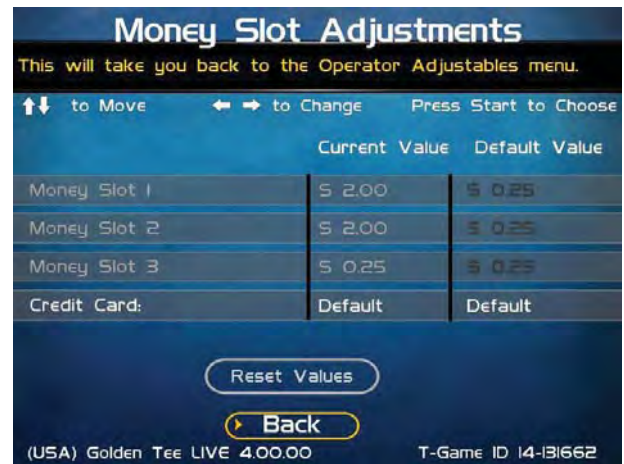 Money Slot Adjustments
This will take you back to the Operator Adjustables menu.
to Move to Change Press Start to Choose
Current Value Default Value
Money Slot 1 $ 2.00 $ 0.25
Money Slot 2 $ 2.00 $ 0.25
Money Slot 3 $ 0.25 $ 0.25
Credit Card: Default Default
Reset Values
Back
(USA) Golden Tee LIVE 4.00.00 T-Game ID 14-131662